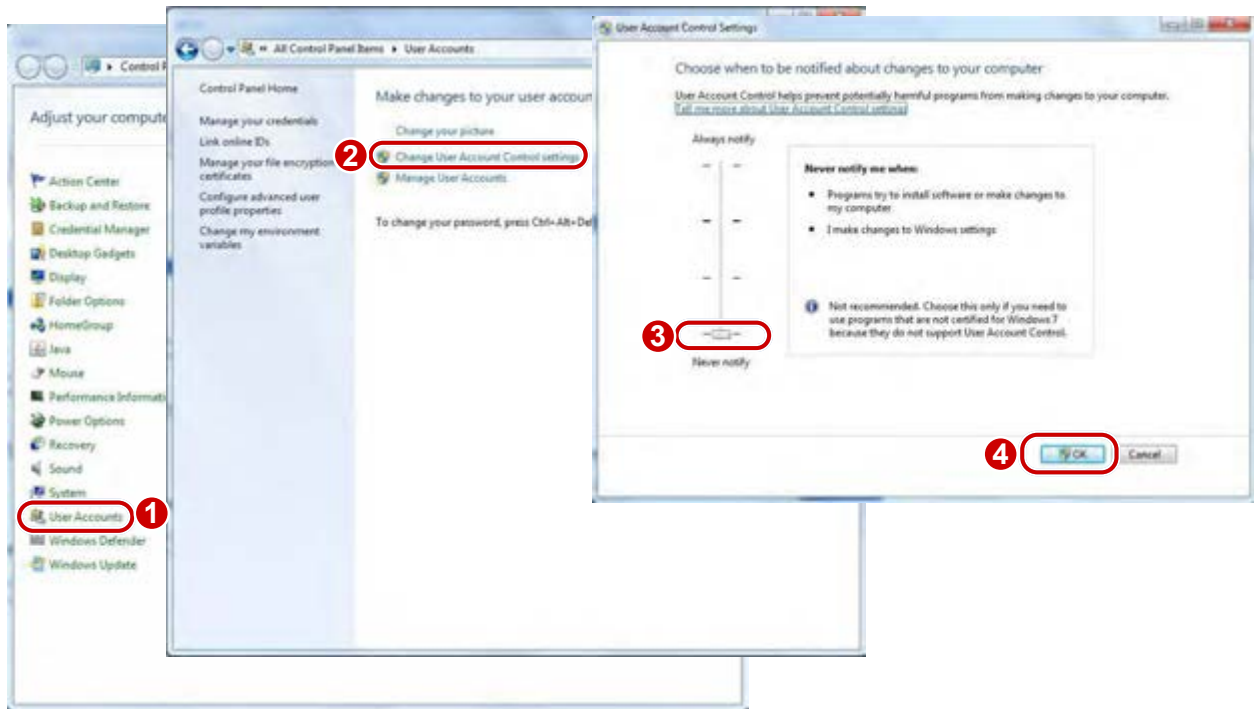 Control
Adjust your compute
Action Center
Backup and Restore
Credential Manager
Desktop Gadgets
Display
Folder Options
HomeGroup
Java
Mouse
Performance Informati
Power Options
Recovery
Sound
System
User Accounts
1
Windows Defender
Windows Update
All Control Panel Items User Accounts
Control Panel Home
Manage your credentials
Link online IDs
Manage your file encryption
certificates
Configure advanced user
profile properties
Change my environment
variables
Make changes to your user accoun
Change your picture
2
Change User Account Control settings
Manage User Accounts
To change your password, press Ctrl+Alt+Del
User Account Control Settings
Choose when to be notified about changes to your computer
User Account Control helps prevent potentially harmful programs from making changes to your computer.
Tell me more about User Account Control settings
Always notify
Never notify me when:
• Programs try to install software or make changes to
my computer
• I make changes to Windows settings
Not recommended. Choose this only if you need to
use programs that are not certified for Windows 7
because they do not support User Account Control.
3
Never notify
4
OK
Cancel